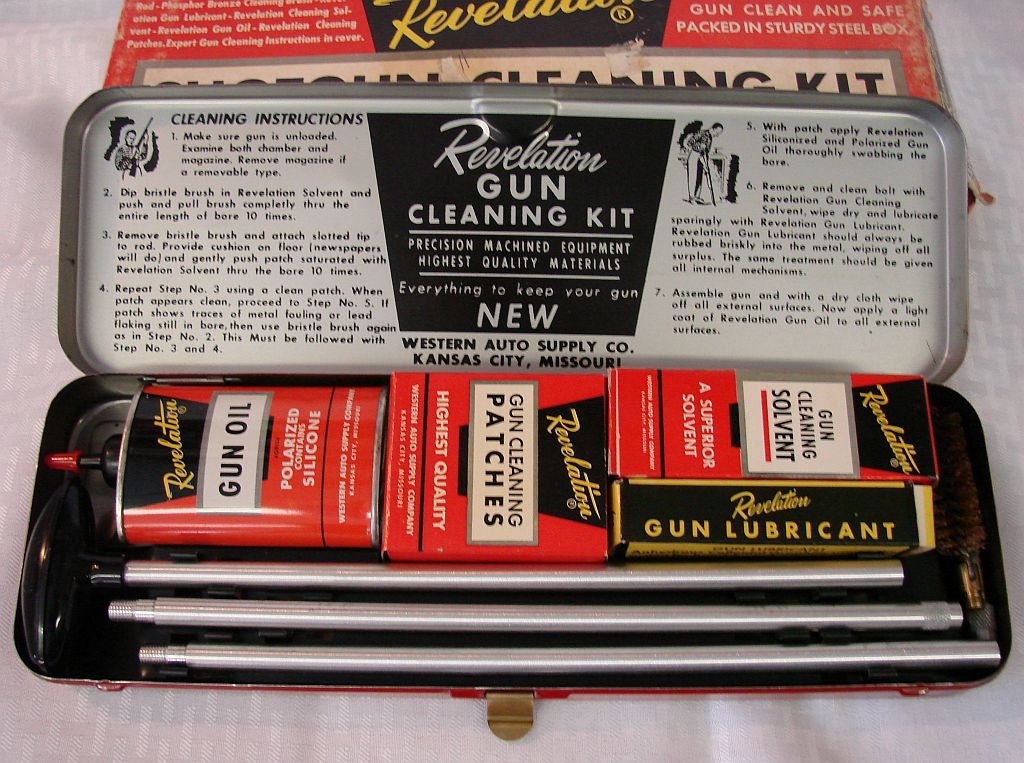 Rod - Phosphor Bronze Cleaning Brush - Reve-
ation Gun Lubricant - Revelation Cleaning Sol-
vent - Revelation Gun Oil - Revelation Cleaning
Patches. Expert Gun Cleaning Instructions in cover.
Revelation ®
GUN CLEAN AND SAFE
PACKED IN STURDY STEEL BOX
SHOTGUN CLEANING KIT
CLEANING INSTRUCTIONS
1. Make sure gun is unloaded.
Examine both chamber and
magazine. Remove magazine if
a removable type.
2. Dip bristle brush in Revelation Solvent and
push and pull brush completly thru the
entire length of bore 10 times.
3. Remove bristle brush and attach slotted tip
to rod. Provide cushion on floor (newspapers
will do) and gently push patch saturated with
Revelation Solvent thru the bore 10 times.
4. Repeat Step No. 3 using a clean patch. When
patch appears clean, proceed to Step No. 5. If
patch shows traces of metal fouling or lead
flaking still in bore, then use bristle brush again
as in Step No. 2. This Must be followed with
Step No. 3 and 4.
Revelation
GUN
CLEANING KIT
PRECISION MACHINED EQUIPMENT
HIGHEST QUALITY MATERIALS
Everything to keep your gun
NEW
WESTERN AUTO SUPPLY CO.
KANSAS CITY, MISSOURI
5. With patch apply Revelation
Siliconized and Polarized Gun
Oil thoroughly swabbing the
bore.
6. Remove and clean bolt with
Revelation Gun Cleaning
Solvent, wipe dry and lubricate
sparingly with Revelation Gun Lubricant.
Revelation Gun Lubricant should always be
rubbed briskly into the metal, wiping off all
surplus. The same treatment should be given
all internal mechanisms.
7. Assemble gun and with a dry cloth wipe
off all external surfaces. Now apply a light
coat of Revelation Gun Oil to all external
surfaces.
Revelation
GUN OIL
POLARIZED
CONTAINS
SILICONE
WESTERN AUTO SUPPLY COMPANY
KANSAS CITY, MISSOURI
Revelation®
GUN CLEANING
PATCHES
HIGHEST QUALITY
WESTERN AUTO SUPPLY COMPANY
KANSAS CITY, MISSOURI
Revelation®
GUN
CLEANING
SOLVENT
A SUPERIOR
SOLVENT
WESTERN AUTO SUPPLY COMPANY
KANSAS CITY, MISSOURI
Revelation
GUN LUBRICANT
GUN LUBRICANT